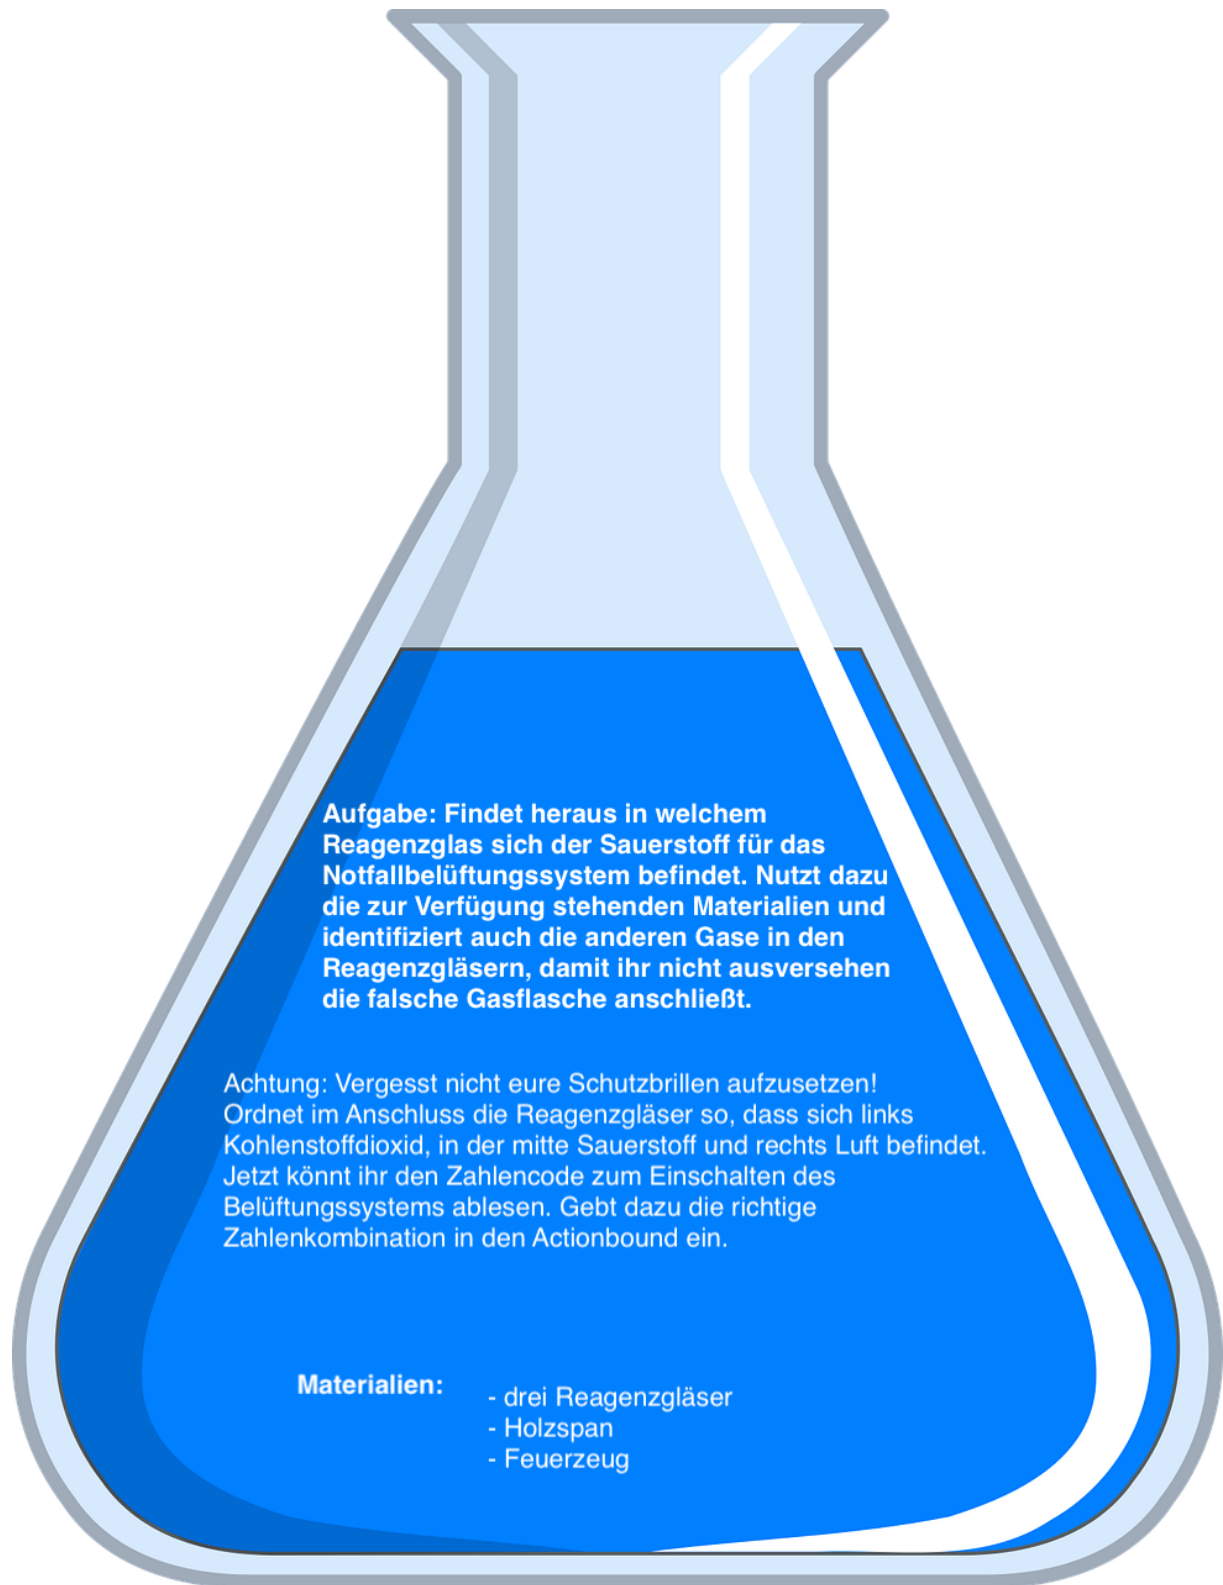 Aufgabe: Findet heraus in welchem
Reagenzglas sich der Sauerstoff für das
Notfallbelüftungssystem befindet. Nutzt dazu
die zur Verfügung stehenden Materialien und
identifiziert auch die anderen Gase in den
Reagenzgläsern, damit ihr nicht ausversehen
die falsche Gasflasche anschließt.
Achtung: Vergesst nicht eure Schutzbrillen aufzusetzen!
Ordnet im Anschluss die Reagenzgläser so, dass sich links
Kohlenstoffdioxid, in der mitte Sauerstoff und rechts Luft befindet.
Jetzt könnt ihr den Zahlencode zum Einschalten des
Belüftungssystems ablesen. Gebt dazu die richtige
Zahlenkombination in den Actionbound ein.
Materialien:
- drei Reagenzgläser
- Holzspan
- Feuerzeug